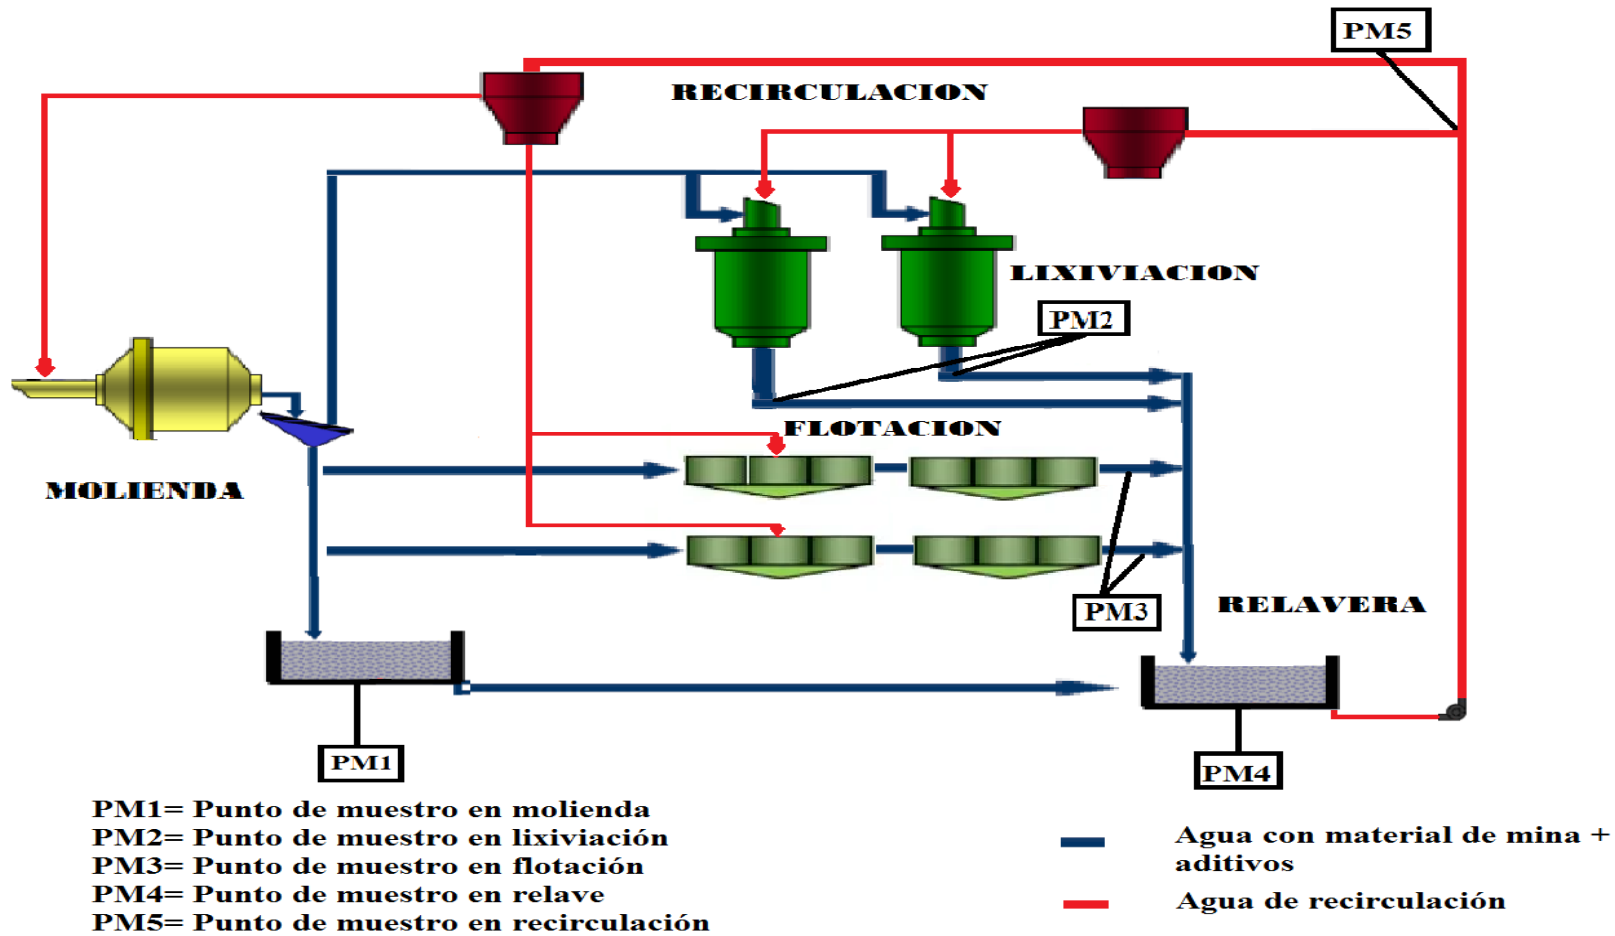 PM5
RECIRCULACION
LIXIVIACION
PM2
FLOTACION
MOLIENDA
PM3
RELAVERA
PM1
PM4
PM1= Punto de muestro en molienda
PM2= Punto de muestro en lixiviación
PM3= Punto de muestro en flotación
PM4= Punto de muestro en relave
PM5= Punto de muestro en recirculación
Agua con material de mina +
aditivos
Agua de recirculación